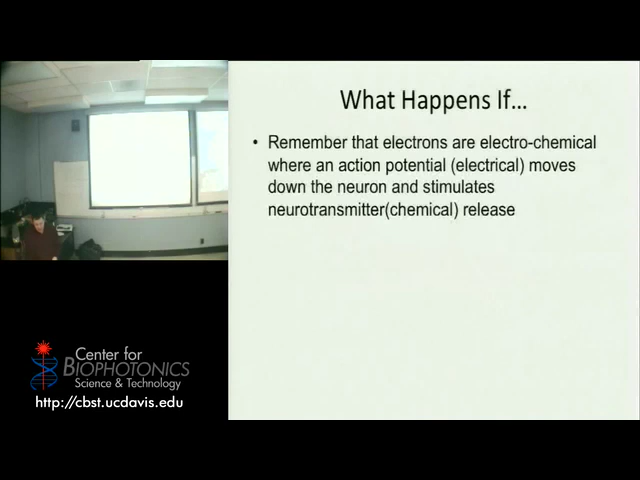 What Happens If...
• Remember that electrons are electro-chemical
where an action potential (electrical) moves
down the neuron and stimulates
neurotransmitter(chemical) release
Center for
BIOPHOTONICS
Science & Technology
http://cbst.ucdavis.edu